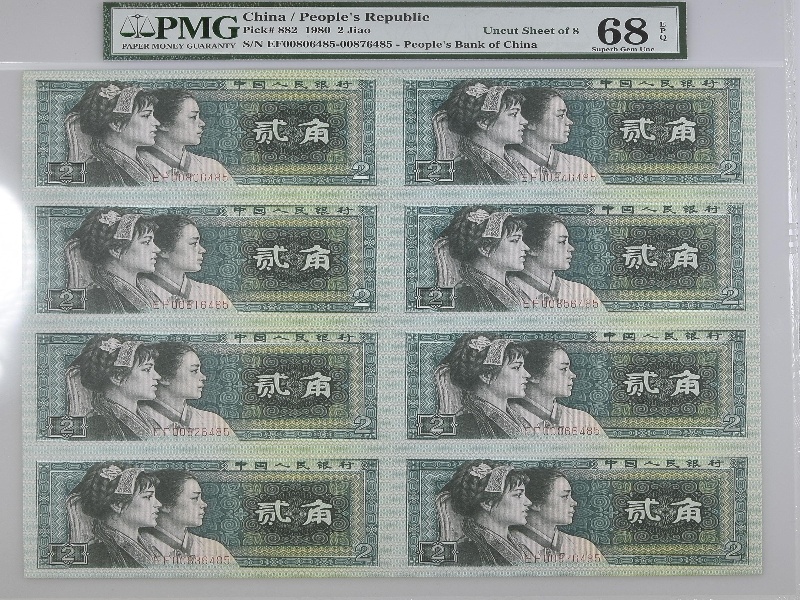 PMG
PAPER MONEY GUARANTY
China / People's Republic
Pick# 882 1980 2 Jiao
S/N EF00806485-00876485 - People's Bank of China
Uncut Sheet of 8
68 EPQ
Superb Gem Unc
中国人民银行
贰角
2 2
EF00806485
中国人民银行
贰角
2 2
EF00846485
中国人民银行
贰角
2 2
EF00816485
中国人民银行
贰角
2 2
EF00856485
中国人民银行
贰角
2 2
EF00826485
中国人民银行
贰角
2 2
EF00866485
中国人民银行
贰角
2 2
EF00836485
中国人民银行
贰角
2 2
EF00876485